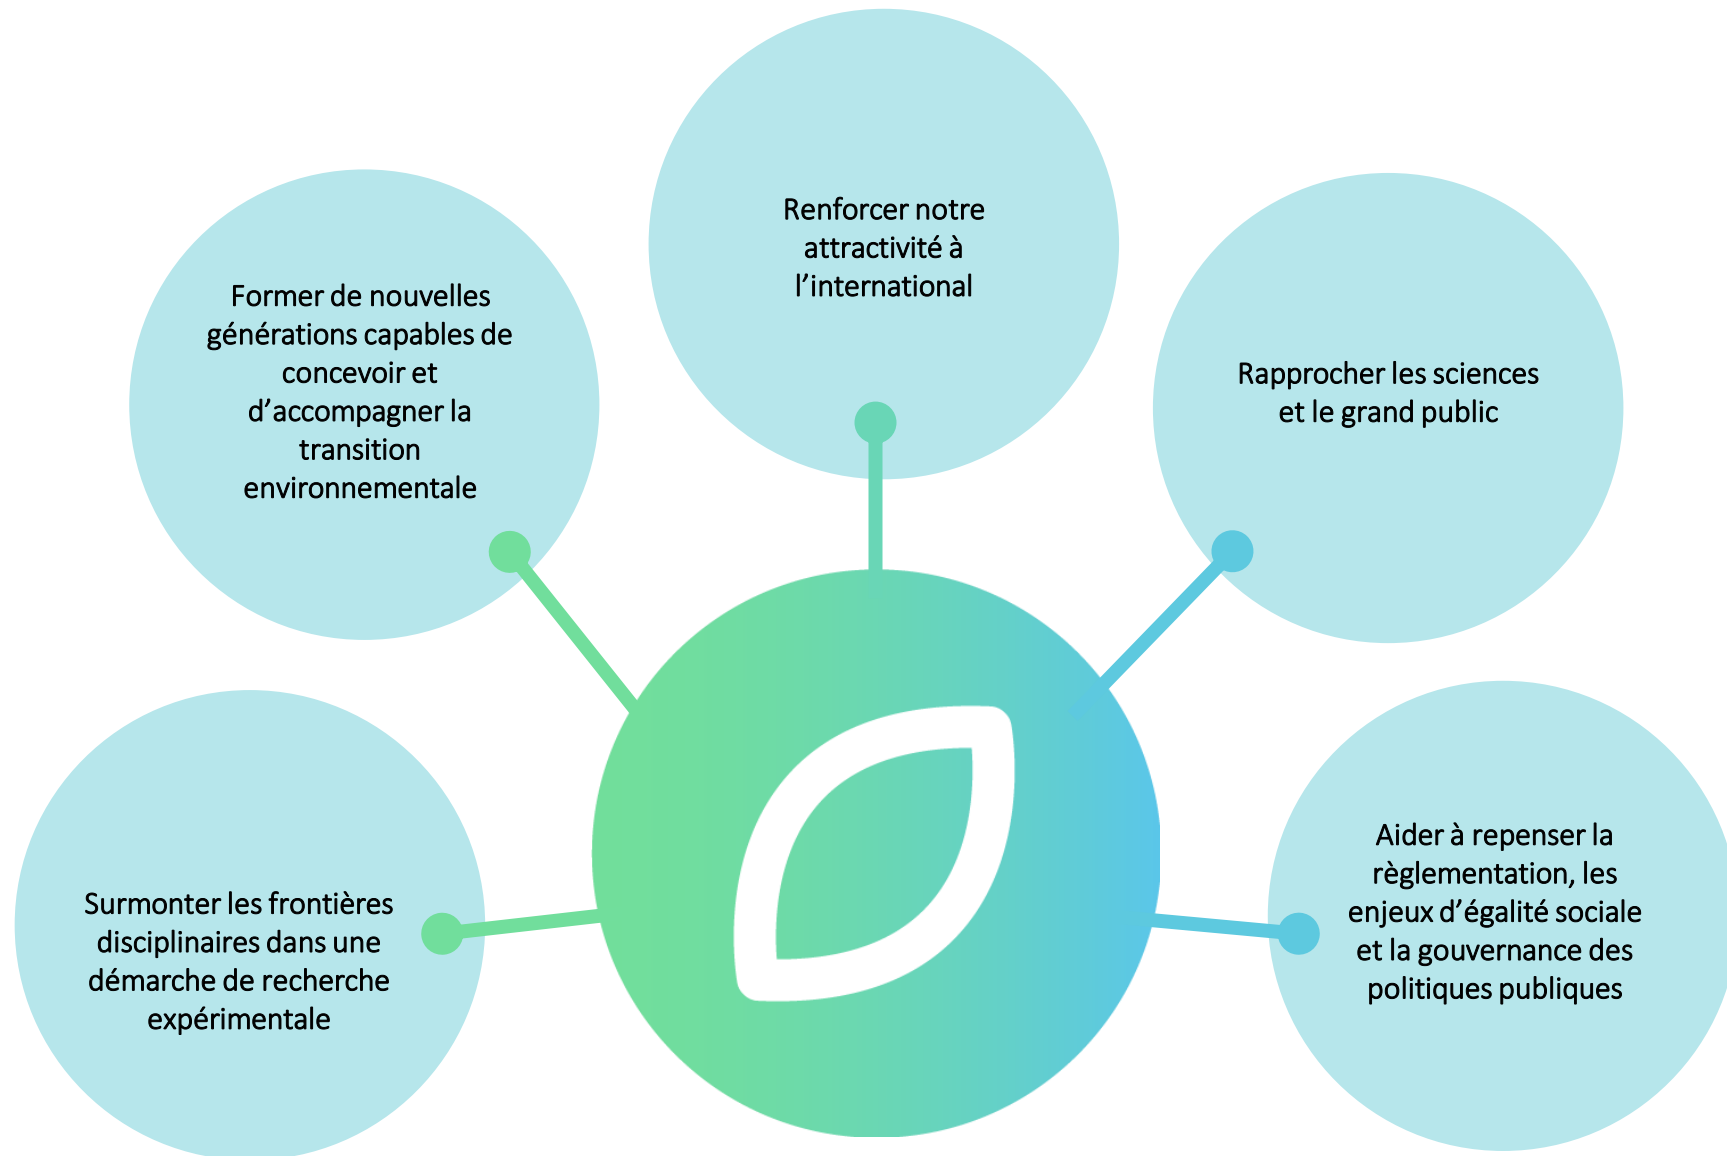 Renforcer notre
attractivité à
l’international
Former de nouvelles
générations capables de
concevoir et
d’accompagner la
transition
environnementale
Rapprocher les sciences
et le grand public
Surmonter les frontières
disciplinaires dans une
démarche de recherche
expérimentale
Aider à repenser la
règlementation, les
enjeux d’égalité sociale
et la gouvernance des
politiques publiques